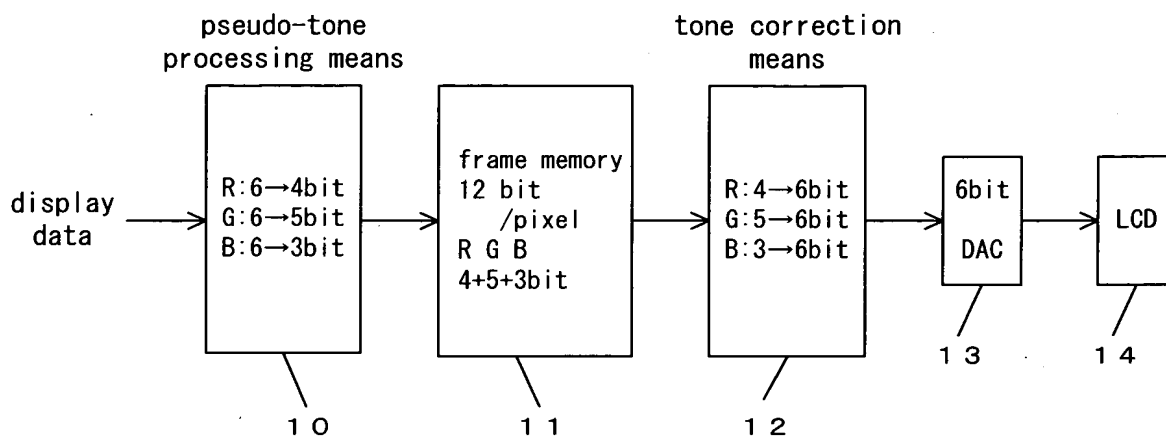 pseudo-tone
processing means
tone correction
means
display
data
R:6→4bit
G:6→5bit
B:6→3bit
frame memory
12 bit
/pixel
R G B
4+5+3bit
R:4→6bit
G:5→6bit
B:3→6bit
6bit
DAC
LCD
10
11
12
13
14